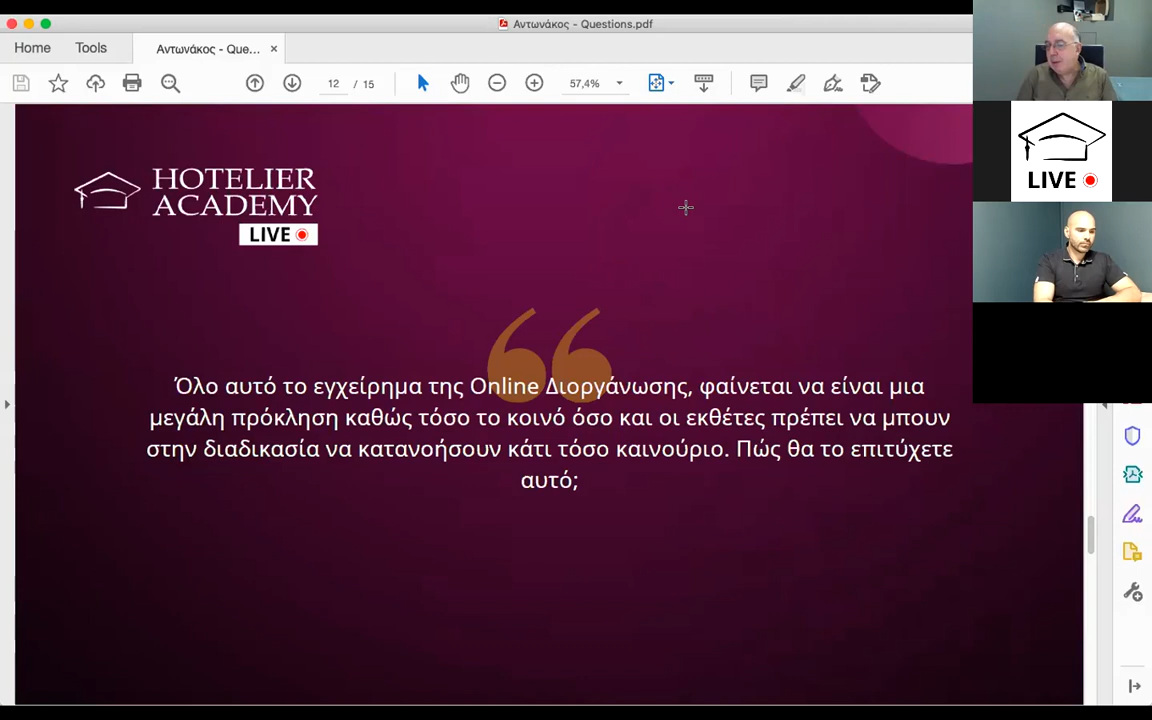 Αντωνάκος - Questions.pdf
Home
Tools
Αντωνάκος - Que...
12 / 15
57,4%
HOTELIER
ACADEMY
LIVE
LIVE
Όλο αυτό το εγχείρημα της Online Διοργάνωσης, φαίνεται να είναι μια
μεγάλη πρόκληση καθώς τόσο το κοινό όσο και οι εκθέτες πρέπει να μπουν
στην διαδικασία να κατανοήσουν κάτι τόσο καινούριο. Πώς θα το επιτύχετε
αυτό;